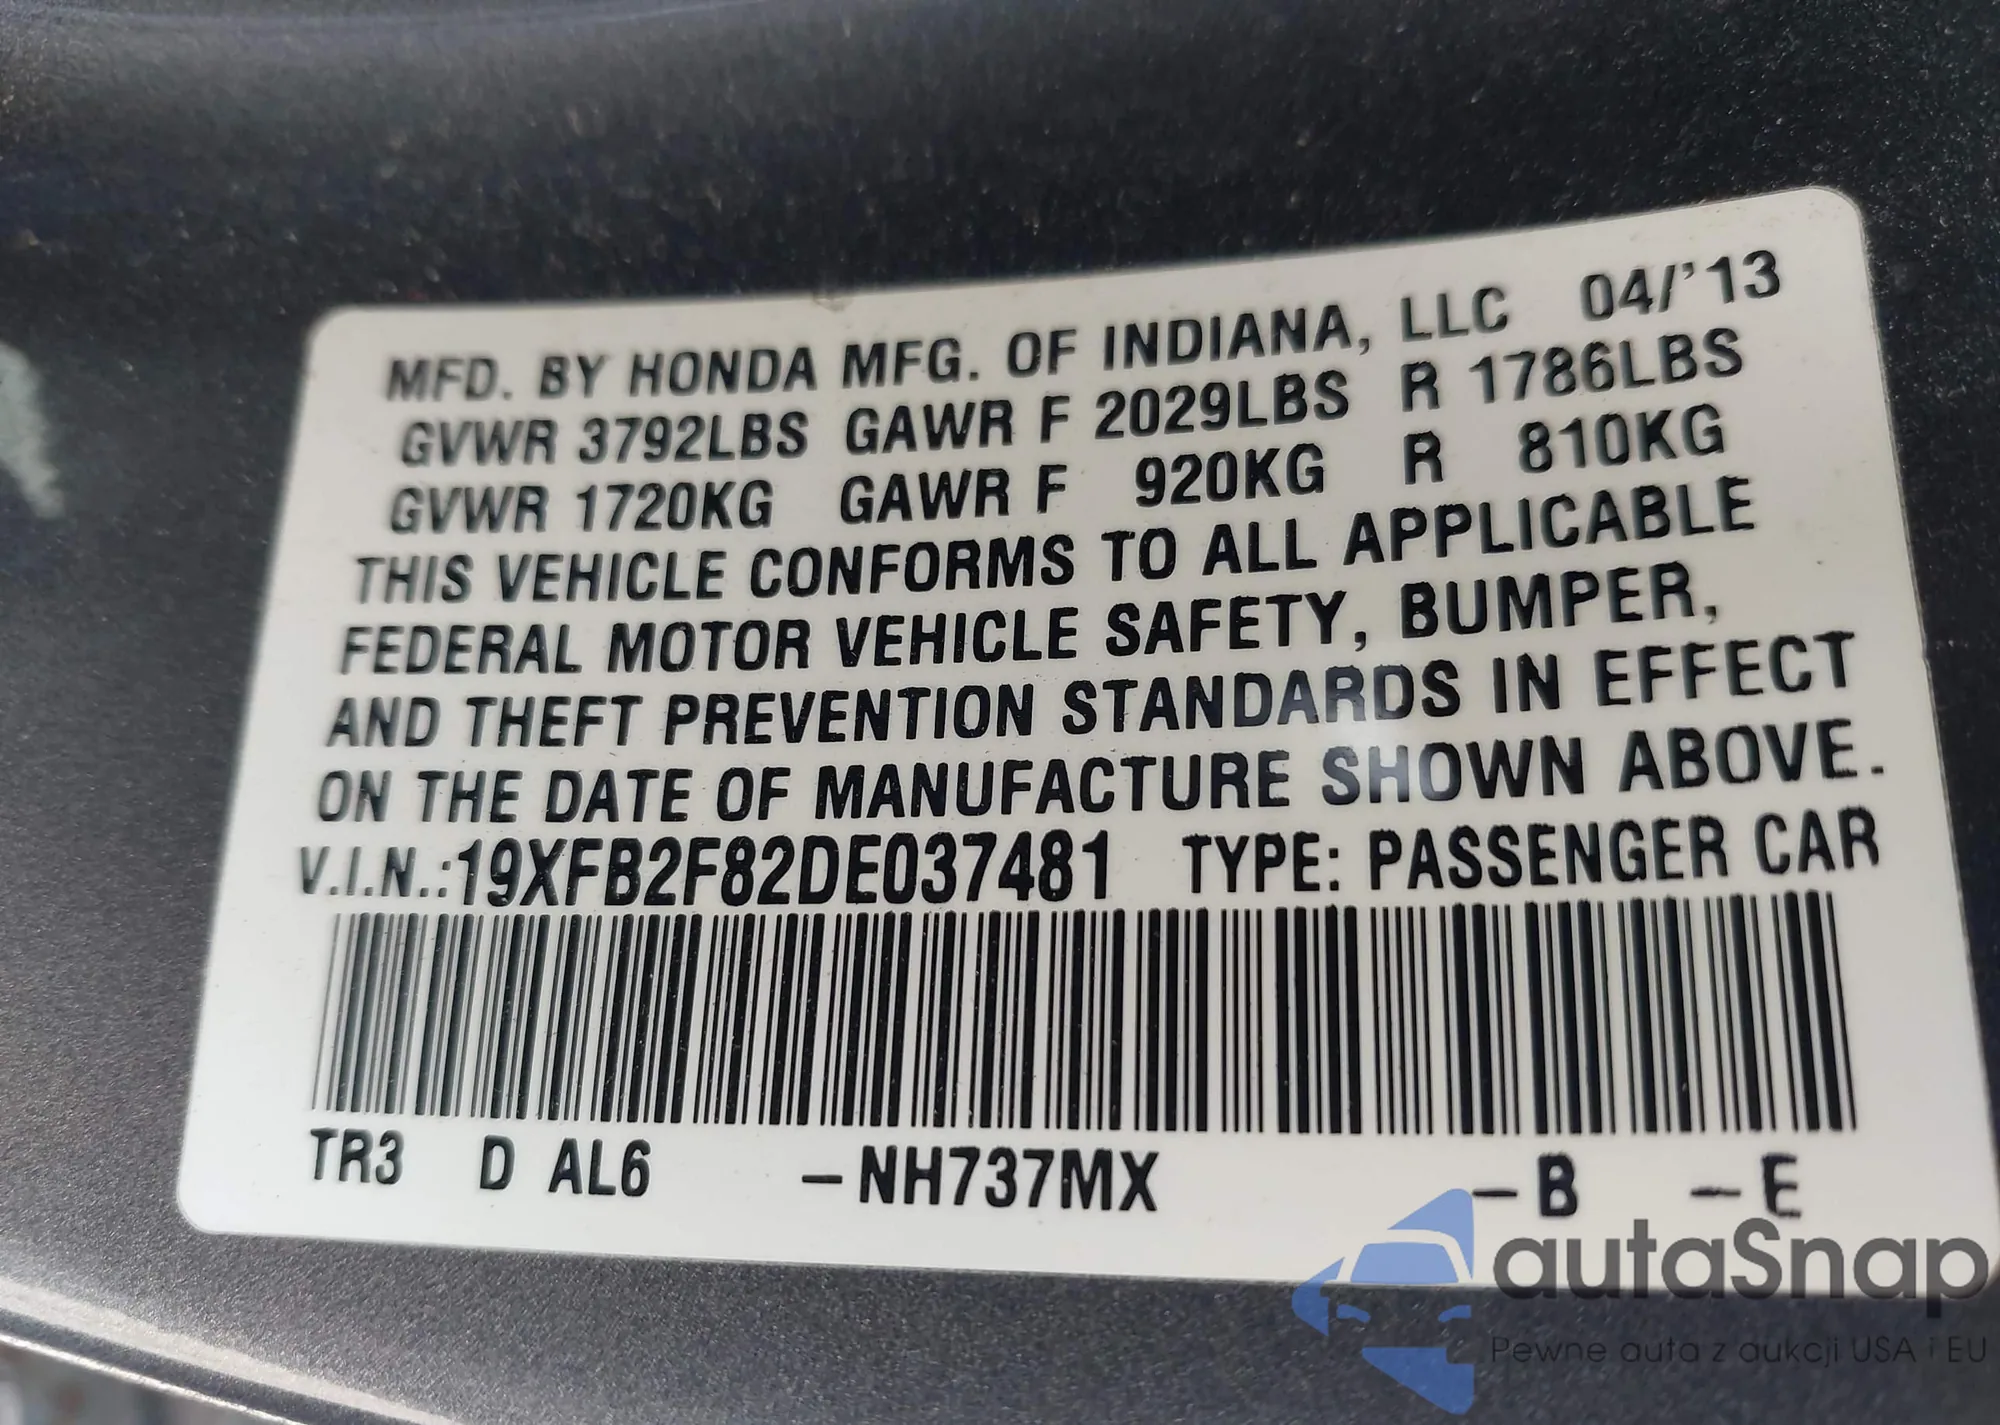 MFD. BY HONDA MFG. OF INDIANA, LLC 04/'13
GVWR 3792LBS GAWR F 2029LBS R 1786LBS
GVWR 1720KG GAWR F 920KG R 810KG
THIS VEHICLE CONFORMS TO ALL APPLICABLE
FEDERAL MOTOR VEHICLE SAFETY, BUMPER,
AND THEFT PREVENTION STANDARDS IN EFFECT
ON THE DATE OF MANUFACTURE SHOWN ABOVE.
V.I.N.:19XFB2F82DE037481 TYPE: PASSENGER CAR
TR3 D AL6 –NH737MX –B –E
autaSnap
Pewne auta z aukcji USA i EU